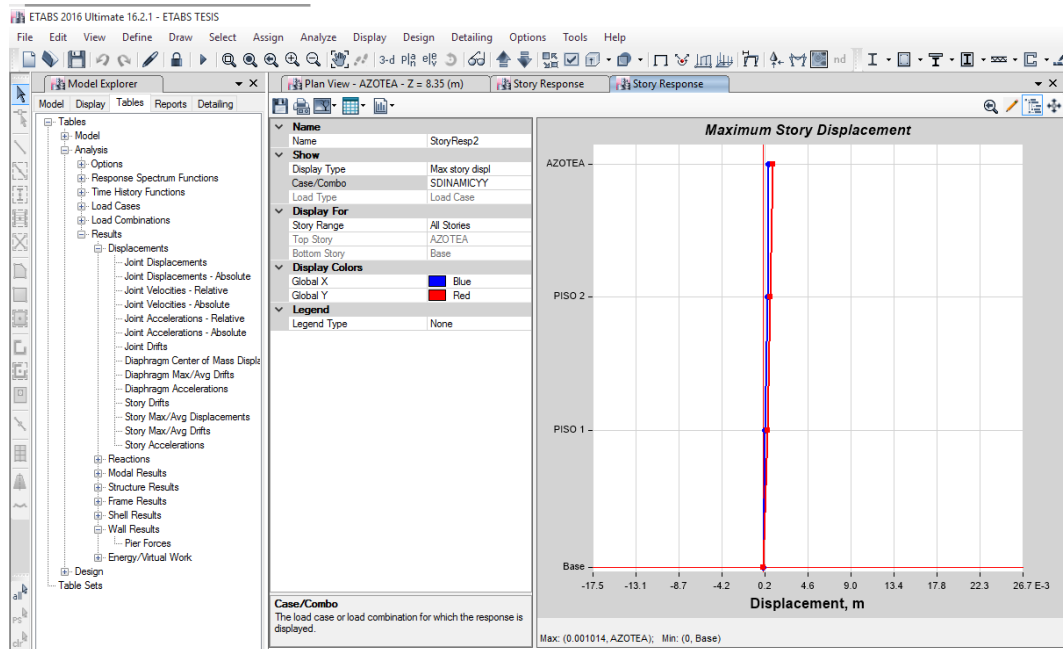 ETABS 2016 Ultimate 16.2.1 - ETABS TESIS
File Edit View Define Draw Select Assign Analyze Display Design Detailing Options Tools Help
3-d nd
Model Explorer
Plan View - AZOTEA - Z = 8.35 (m) Story Response Story Response
Model Display Tables Reports Detailing
Tables
Model
Analysis
Options
Response Spectrum Functions
Time History Functions
Load Cases
Load Combinations
Results
Displacements
Joint Displacements
Joint Displacements - Absolute
Joint Velocities - Relative
Joint Velocities - Absolute
Joint Accelerations - Relative
Joint Accelerations - Absolute
Joint Drifts
Diaphragm Center of Mass Displa
Diaphragm Max/Avg Drifts
Diaphragm Accelerations
Story Drifts
Story Max/Avg Displacements
Story Max/Avg Drifts
Story Accelerations
Reactions
Modal Results
Structure Results
Frame Results
Shell Results
Wall Results
Pier Forces
Energy/Virtual Work
Design
Table Sets
all
ps
clr
Name
Name StoryResp2
Show
Display Type Max story displ
Case/Combo SDINAMICYY
Load Type Load Case
Display For
Story Range All Stories
Top Story AZOTEA
Bottom Story Base
Display Colors
Global X Blue
Global Y Red
Legend
Legend Type None
Case/Combo
The load case or load combination for which the response is
displayed.
Maximum Story Displacement
AZOTEA
PISO 2
PISO 1
Base
-17.5 -13.1 -8.7 -4.2 0.2 4.6 9.0 13.4 17.8 22.3 26.7 E-3
Displacement, m
Max: (0.001014, AZOTEA); Min: (0, Base)